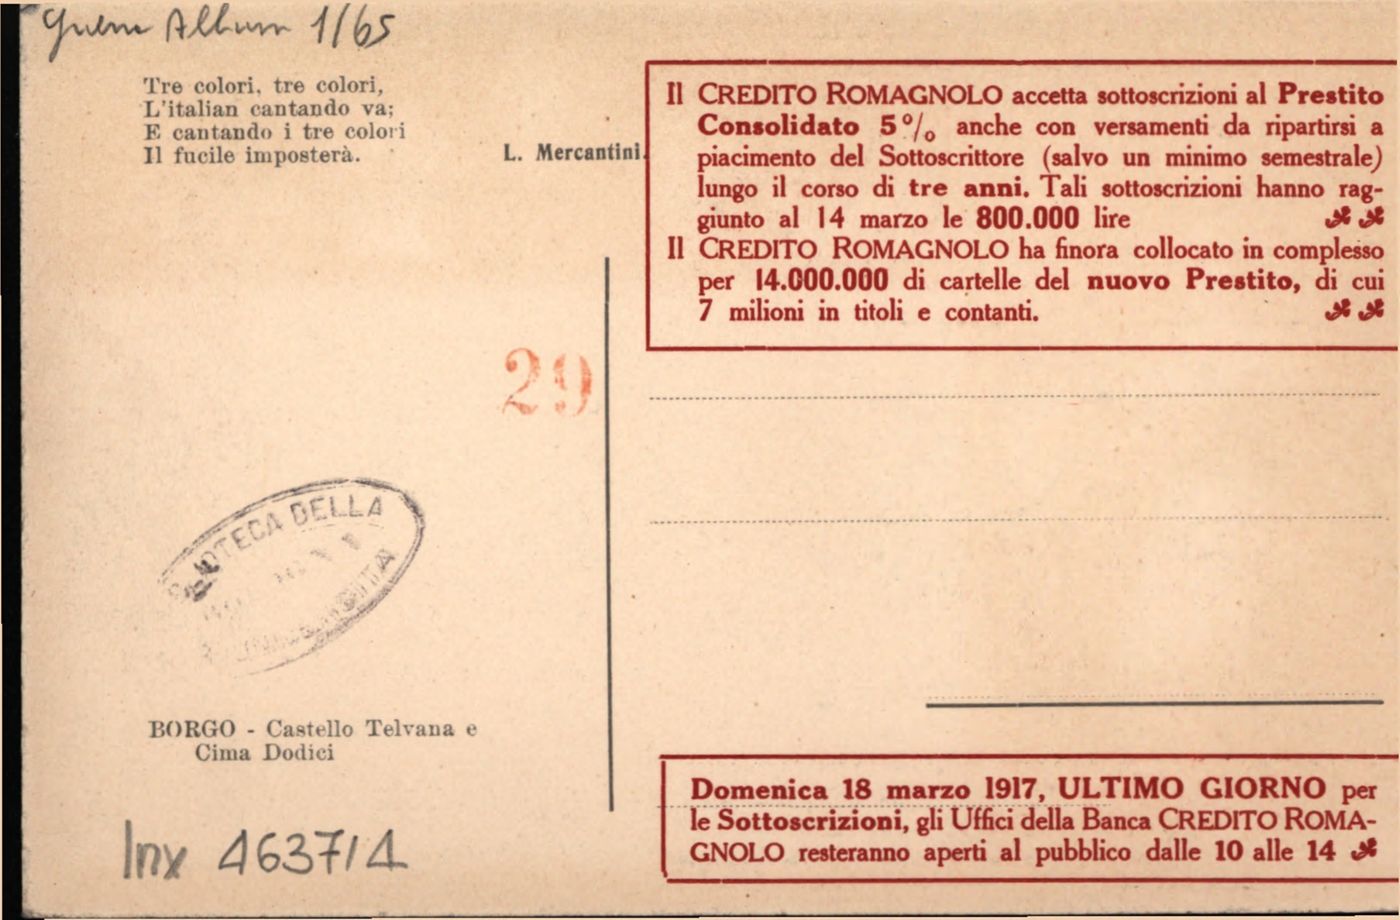 Album 1/65
Tre colori, tre colori,
L'italian cantando va;
E cantando i tre colori
Il fucile imposterà.
L. Mercantini.
Il CREDITO ROMAGNOLO accetta sottoscrizioni al Prestito
Consolidato 5% anche con versamenti da ripartirsi a
piacimento del Sottoscrittore (salvo un minimo semestrale)
lungo il corso di tre anni. Tali sottoscrizioni hanno rag-
giunto al 14 marzo le 800.000 lire
Il CREDITO ROMAGNOLO ha finora collocato in complesso
per 14.000.000 di cartelle del nuovo Prestito, di cui
7 milioni in titoli e contanti.
29
DELLA
BORGO - Castello Telvana e
Cima Dodici
Inx 463714
Domenica 18 marzo 1917, ULTIMO GIORNO per
le Sottoscrizioni, gli Uffici della Banca CREDITO ROMA-
GNOLO resteranno aperti al pubblico dalle 10 alle 14